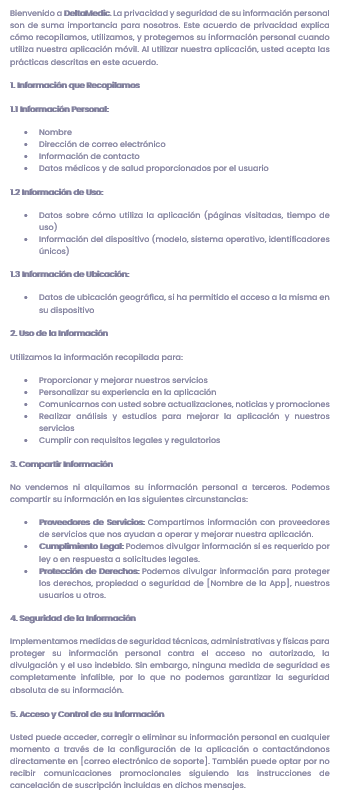 Bienvenido a DeltaMedic. La privacidad y seguridad de su información personal
son de suma importancia para nosotros. Este acuerdo de privacidad explica
cómo recopilamos, utilizamos, y protegemos su información personal cuando
utiliza nuestra aplicación móvil. Al utilizar nuestra aplicación, usted acepta las
prácticas descritas en este acuerdo.
1. Información que Recopilamos
1.1 Información Personal:
• Nombre
• Dirección de correo electrónico
• Información de contacto
• Datos médicos y de salud proporcionados por el usuario
1.2 Información de Uso:
• Datos sobre cómo utiliza la aplicación (páginas visitadas, tiempo de
uso)
• Información del dispositivo (modelo, sistema operativo, identificadores
únicos)
1.3 Información de Ubicación:
• Datos de ubicación geográfica, si ha permitido el acceso a la misma en
su dispositivo
2. Uso de la Información
Utilizamos la información recopilada para:
• Proporcionar y mejorar nuestros servicios
• Personalizar su experiencia en la aplicación
• Comunicarnos con usted sobre actualizaciones, noticias y promociones
• Realizar análisis y estudios para mejorar la aplicación y nuestros
servicios
• Cumplir con requisitos legales y regulatorios
3. Compartir Información
No vendemos ni alquilamos su información personal a terceros. Podemos
compartir su información en las siguientes circunstancias:
• Proveedores de Servicios: Compartimos información con proveedores
de servicios que nos ayudan a operar y mejorar nuestra aplicación.
• Cumplimiento Legal: Podemos divulgar información si es requerido por
ley o en respuesta a solicitudes legales.
• Protección de Derechos: Podemos divulgar información para proteger
los derechos, propiedad o seguridad de [Nombre de la App], nuestros
usuarios u otros.
4. Seguridad de la Información
Implementamos medidas de seguridad técnicas, administrativas y físicas para
proteger su información personal contra el acceso no autorizado, la
divulgación y el uso indebido. Sin embargo, ninguna medida de seguridad es
completamente infalible, por lo que no podemos garantizar la seguridad
absoluta de su información.
5. Acceso y Control de su Información
Usted puede acceder, corregir o eliminar su información personal en cualquier
momento a través de la configuración de la aplicación o contactándonos
directamente en [correo electrónico de soporte]. También puede optar por no
recibir comunicaciones promocionales siguiendo las instrucciones de
cancelación de suscripción incluidas en dichos mensajes.